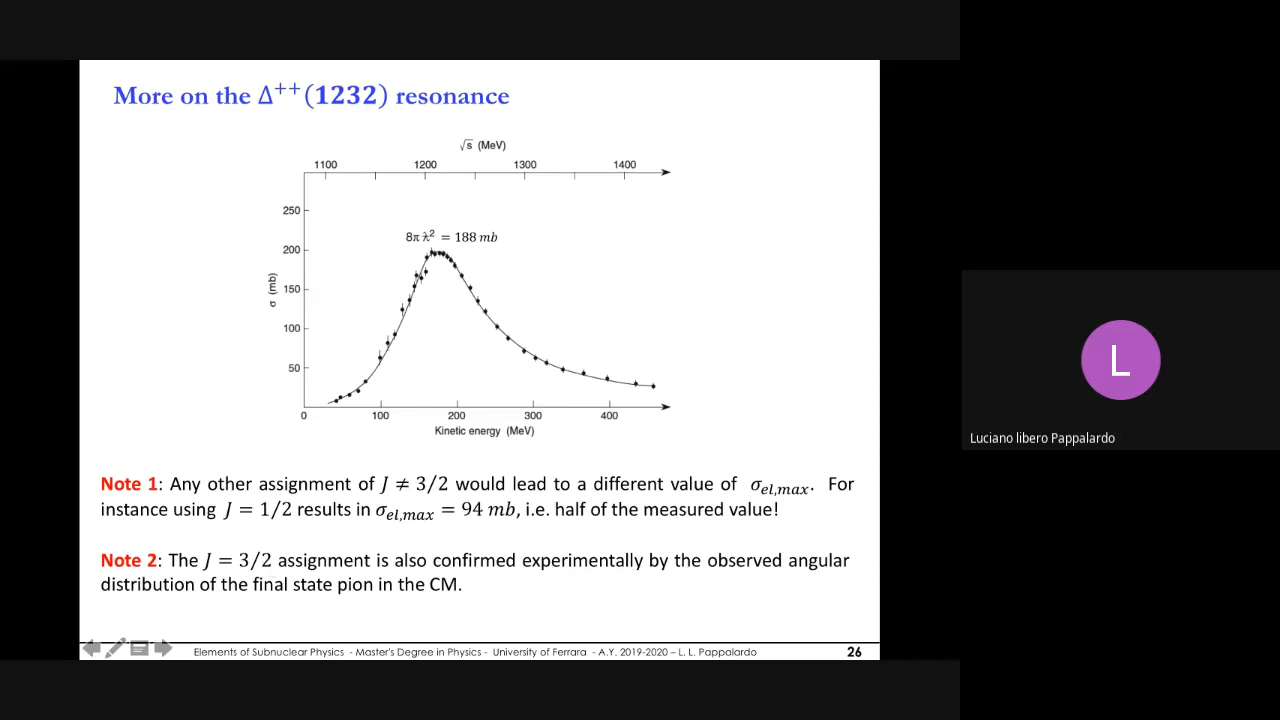 More on the Δ⁺⁺(1232) resonance
√s (MeV)
1100 1200 1300 1400
250
200
150
100
50
σ (mb)
8πƛ² = 188 mb
0 100 200 300 400
Kinetic energy (MeV)
Note 1: Any other assignment of J ≠ 3/2 would lead to a different value of σ_el,max. For
instance using J = 1/2 results in σ_el,max = 94 mb, i.e. half of the measured value!
Note 2: The J = 3/2 assignment is also confirmed experimentally by the observed angular
distribution of the final state pion in the CM.
Elements of Subnuclear Physics - Master's Degree in Physics - University of Ferrara - A.Y. 2019-2020 – L. L. Pappalardo
26
L
Luciano libero Pappalardo